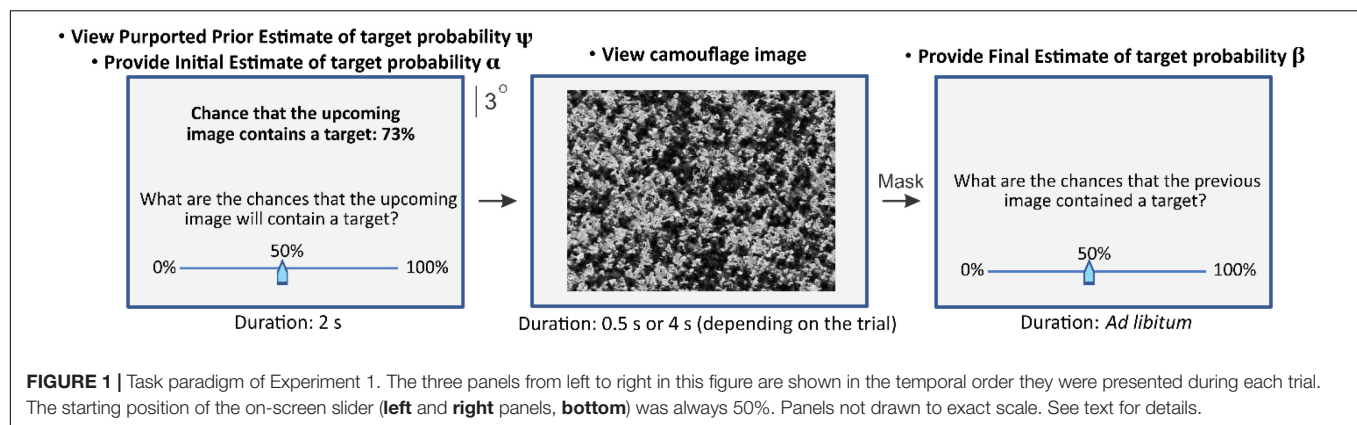 • View Purported Prior Estimate of target probability ψ
• Provide Initial Estimate of target probability α
Chance that the upcoming
image contains a target: 73%
What are the chances that the upcoming
image will contain a target?
50%
0%
100%
Duration: 2 s
3°
• View camouflage image
Duration: 0.5 s or 4 s (depending on the trial)
Mask
• Provide Final Estimate of target probability β
What are the chances that the previous
image contained a target?
50%
0%
100%
Duration: Ad libitum
FIGURE 1 | Task paradigm of Experiment 1. The three panels from left to right in this figure are shown in the temporal order they were presented during each trial.
The starting position of the on-screen slider (left and right panels, bottom) was always 50%. Panels not drawn to exact scale. See text for details.